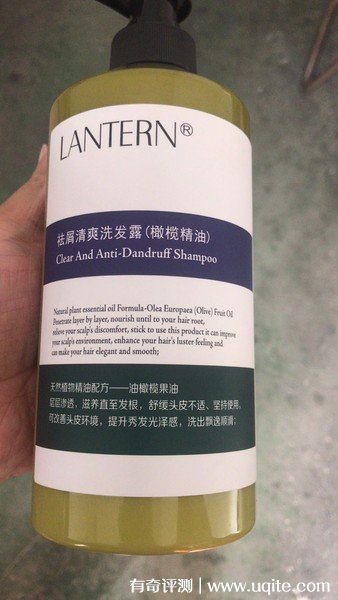 LANTERN®
祛屑清爽洗发露(橄榄精油)
Clear And Anti-Dandruff Shampoo
Natural plant essential oil Formula-Olea Europaea (Olive) Fruit Oil
Penetrate layer by layer, nourish until to your hair root,
relieve your scalp's discomfort, stick to use this product it can improve
your scalp's environment, enhance your hair's luster feeling and
can make your hair elegant and smooth;
天然植物精油配方——油橄榄果油
层层渗透，滋养直至发根，舒缓头皮不适、坚持使用，
可改善头皮环境，提升秀发光泽感，洗出飘逸顺滑；
有奇评测 | www.uqite.com